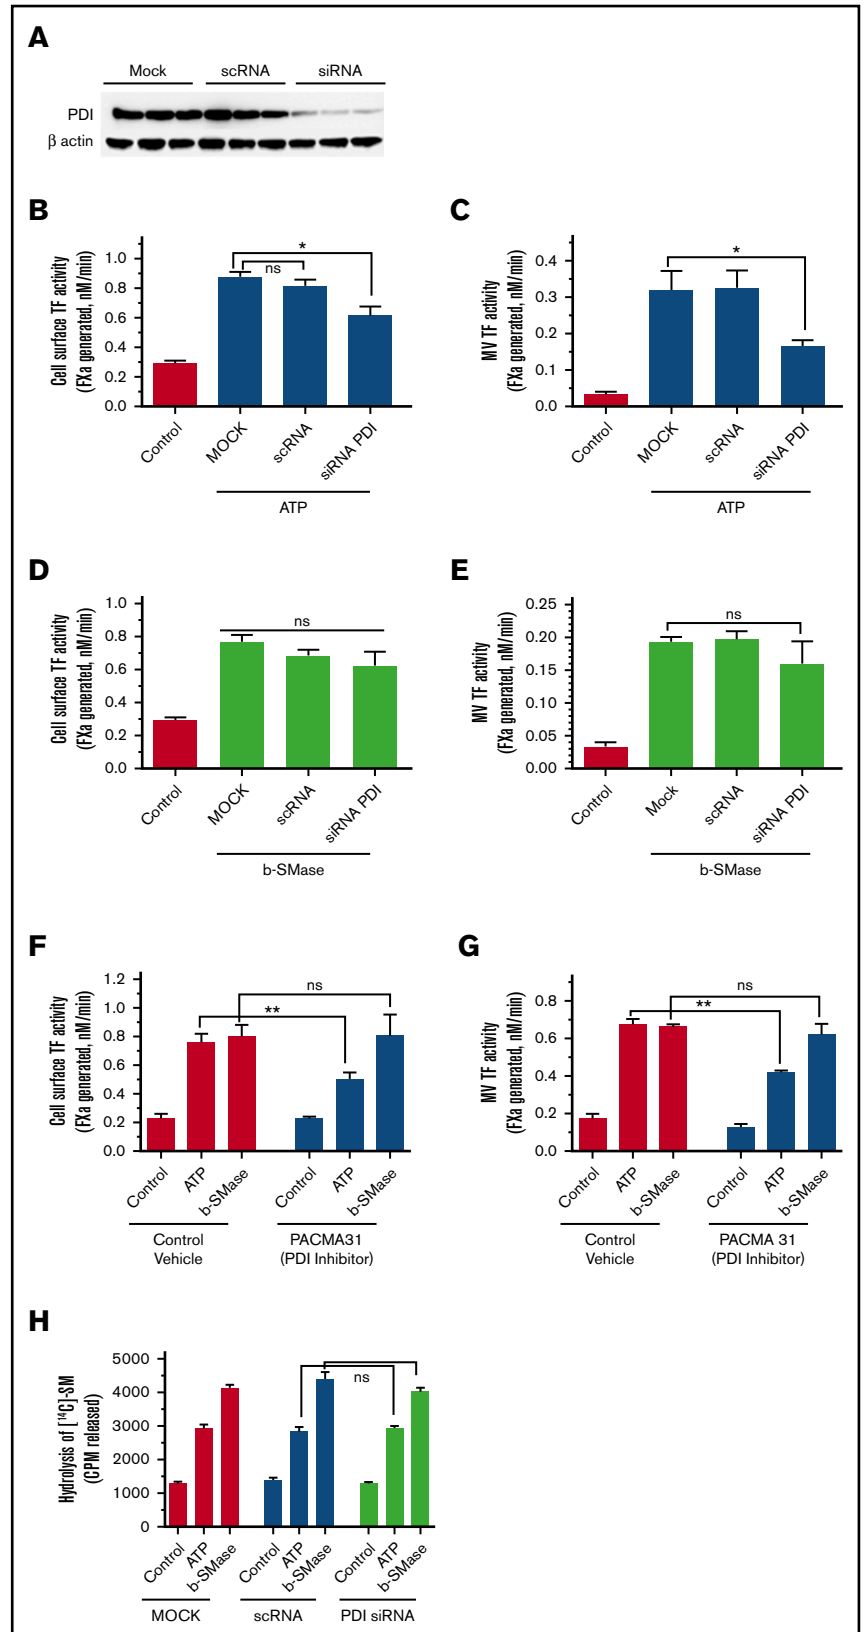 A
Mock scRNA siRNA
PDI
β actin
B
Cell surface TF activity
(FXa generated, nM/min)
1.0
0.8
0.6
0.4
0.2
0.0
*
ns
Control
MOCK
scRNA
siRNA PDI
ATP
C
MV TF activity
(FXa generated, nM/min)
0.4
0.3
0.2
0.1
0.0
*
Control
MOCK
scRNA
siRNA PDI
ATP
D
Cell surface TF activity
(FXa generated, nM/min)
1.0
0.8
0.6
0.4
0.2
0.0
ns
Control
MOCK
scRNA
siRNA PDI
b-SMase
E
MV TF activity
(FXa generated, nM/min)
0.25
0.20
0.15
0.10
0.05
0.00
ns
Control
Mock
scRNA
siRNA PDI
b-SMase
F
Cell surface TF activity
(FXa generated, nM/min)
1.2
1.0
0.8
0.6
0.4
0.2
0.0
ns
**
Control
ATP
b-SMase
Control
ATP
b-SMase
Control
Vehicle
PACMA31
(PDI Inhibitor)
G
MV TF activity
(FXa generated, nM/min)
0.8
0.6
0.4
0.2
0.0
ns
**
Control
ATP
b-SMase
Control
ATP
b-SMase
Control
Vehicle
PACMA 31
(PDI Inhibitor)
H
Hydrolysis of [¹⁴C]-SM
(CPM released)
5000
4000
3000
2000
1000
0
ns
Control
ATP
b-SMase
Control
ATP
b-SMase
Control
ATP
b-SMase
MOCK
scRNA
PDI siRNA